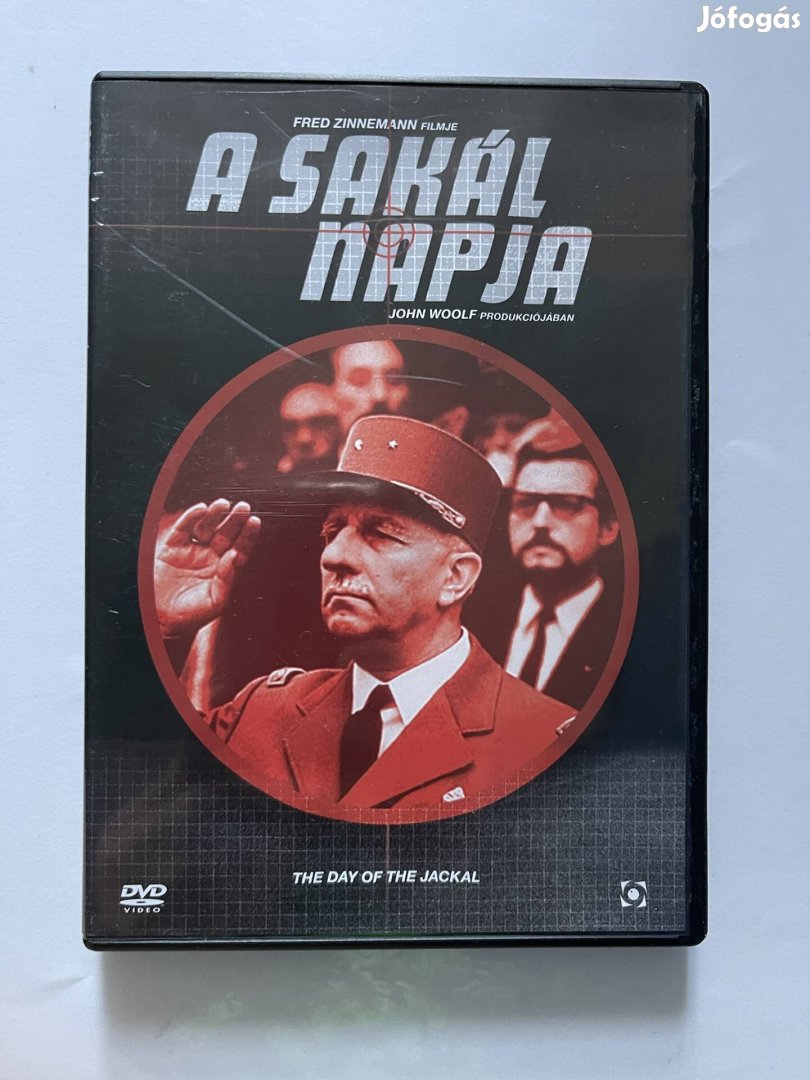 Jófogás
FRED ZINNEMANN FILMJE
A SAKÁL
NAPJA
JOHN WOOLF PRODUKCIÓJÁBAN
THE DAY OF THE JACKAL
DVD
VIDEO